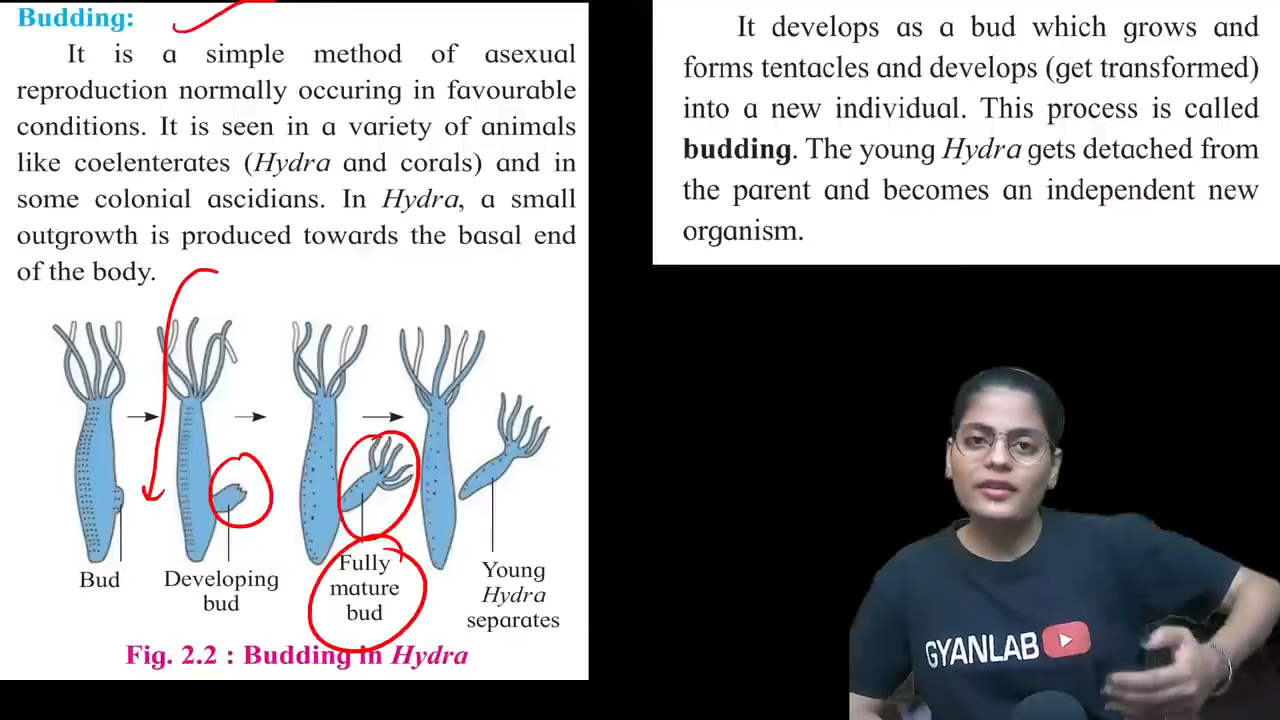 Budding:
It is a simple method of asexual
reproduction normally occuring in favourable
conditions. It is seen in a variety of animals
like coelenterates (Hydra and corals) and in
some colonial ascidians. In Hydra, a small
outgrowth is produced towards the basal end
of the body.
Bud
Developing
bud
Fully
mature
bud
Young
Hydra
separates
Fig. 2.2 : Budding in Hydra
It develops as a bud which grows and
forms tentacles and develops (get transformed)
into a new individual. This process is called
budding. The young Hydra gets detached from
the parent and becomes an independent new
organism.
GYANLAB